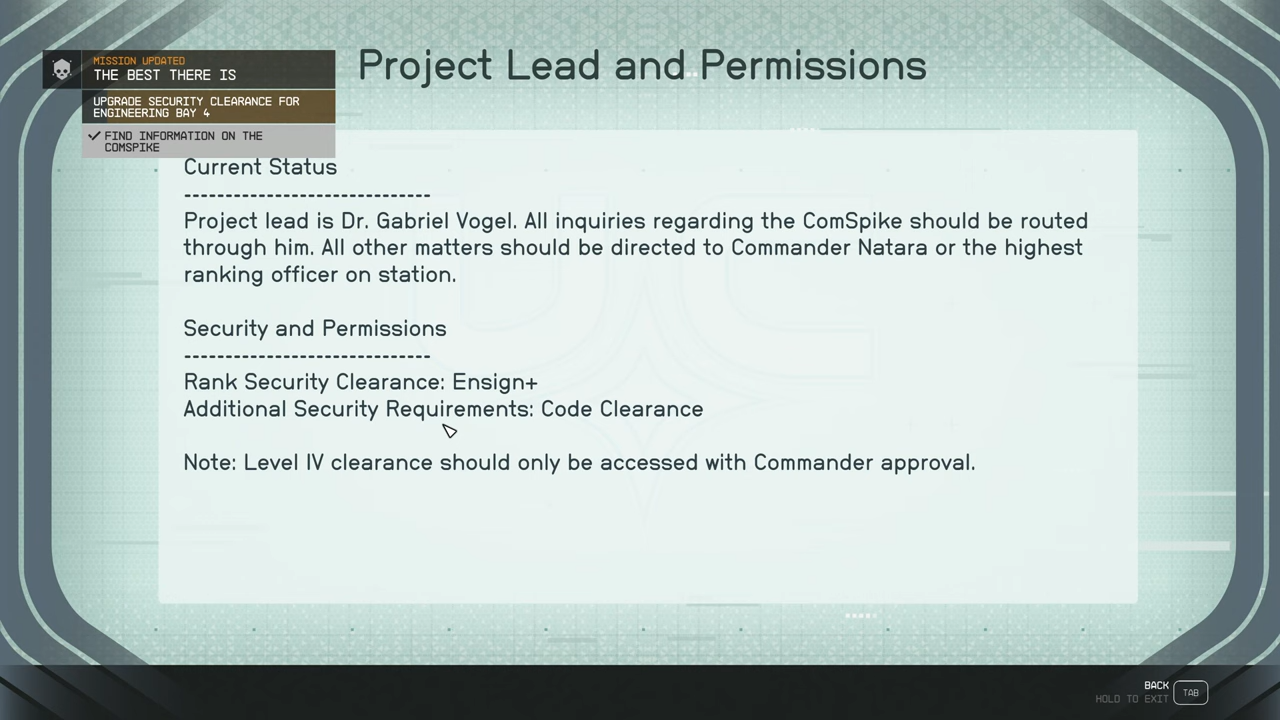 Project Lead and Permissions
MISSION UPDATED
THE BEST THERE IS
UPGRADE SECURITY CLEARANCE FOR
ENGINEERING BAY 4
FIND INFORMATION ON THE
COMSPIKE
Current Status
------------------------------
Project lead is Dr. Gabriel Vogel. All inquiries regarding the ComSpike should be routed
through him. All other matters should be directed to Commander Natara or the highest
ranking officer on station.
Security and Permissions
------------------------------
Rank Security Clearance: Ensign+
Additional Security Requirements: Code Clearance
Note: Level IV clearance should only be accessed with Commander approval.
BACK
HOLD TO EXIT
TAB